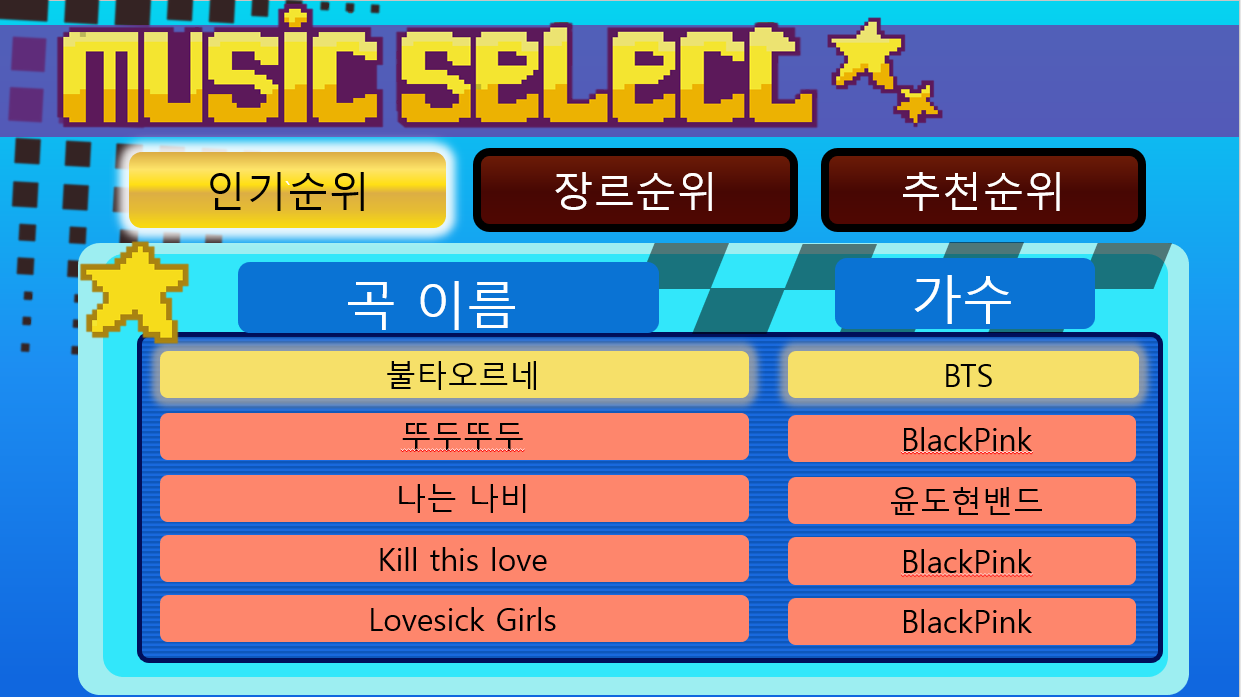 MUSIC SELECT
인기순위 장르순위 추천순위
곡 이름 가수
불타오르네 BTS
뚜두뚜두 BlackPink
나는 나비 윤도현밴드
Kill this love BlackPink
Lovesick Girls BlackPink